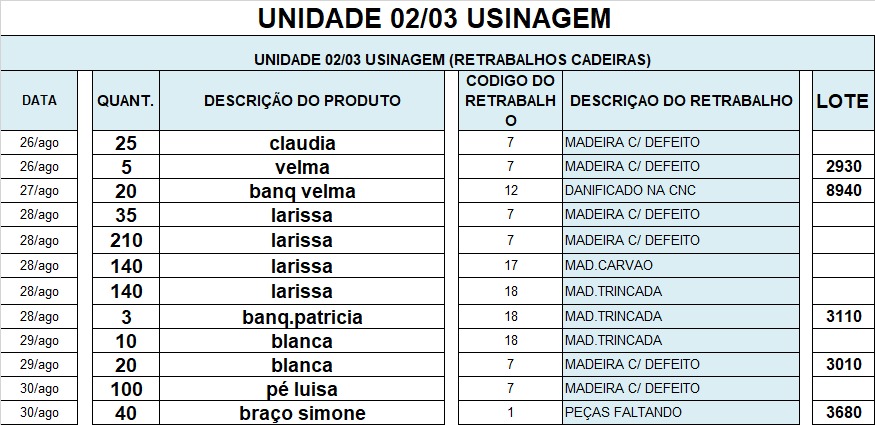 UNIDADE 02/03 USINAGEM
UNIDADE 02/03 USINAGEM (RETRABALHOS CADEIRAS)
DATA QUANT. DESCRIÇÃO DO PRODUTO CODIGO DO RETRABALHO DESCRIÇAO DO RETRABALHO LOTE
26/ago 25 claudia 7 MADEIRA C/ DEFEITO
26/ago 5 velma 7 MADEIRA C/ DEFEITO 2930
27/ago 20 banq velma 12 DANIFICADO NA CNC 8940
28/ago 35 larissa 7 MADEIRA C/ DEFEITO
28/ago 210 larissa 7 MADEIRA C/ DEFEITO
28/ago 140 larissa 17 MAD.CARVAO
28/ago 140 larissa 18 MAD.TRINCADA
28/ago 3 banq.patricia 18 MAD.TRINCADA 3110
29/ago 10 blanca 18 MAD.TRINCADA
29/ago 20 blanca 7 MADEIRA C/ DEFEITO 3010
30/ago 100 pé luisa 7 MADEIRA C/ DEFEITO
30/ago 40 braço simone 1 PEÇAS FALTANDO 3680